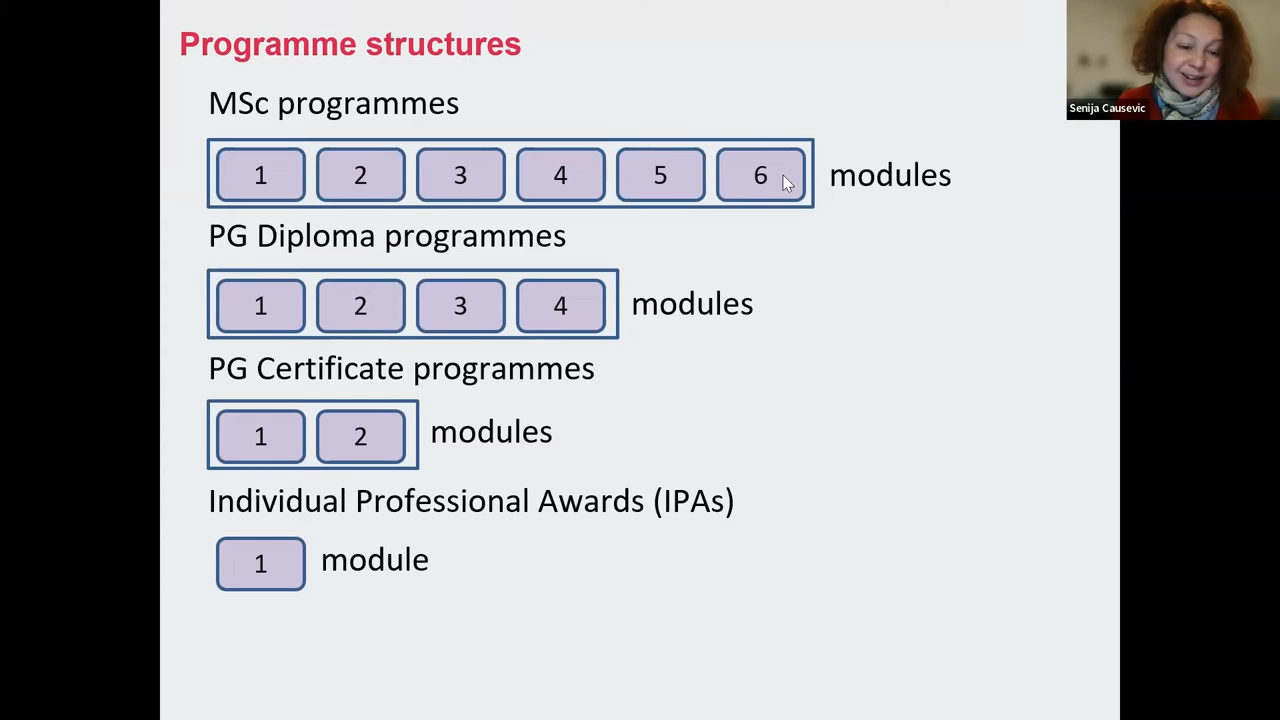 Programme structures
Senija Causevic
MSc programmes
1 2 3 4 5 6 modules
PG Diploma programmes
1 2 3 4 modules
PG Certificate programmes
1 2 modules
Individual Professional Awards (IPAs)
1 module